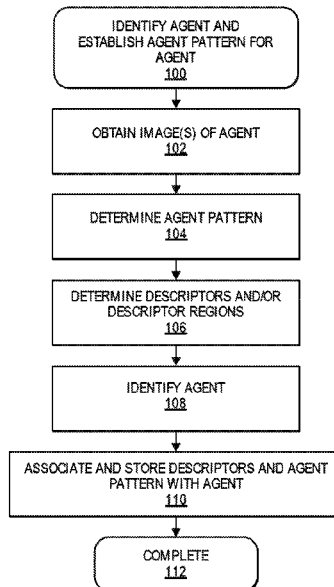 IDENTIFY AGENT AND
ESTABLISH AGENT PATTERN FOR
AGENT
100
OBTAIN IMAGE(S) OF AGENT
102
DETERMINE AGENT PATTERN
104
DETERMINE DESCRIPTORS AND/OR
DESCRIPTOR REGIONS
106
IDENTIFY AGENT
108
ASSOCIATE AND STORE DESCRIPTORS AND AGENT
PATTERN WITH AGENT
110
COMPLETE
112